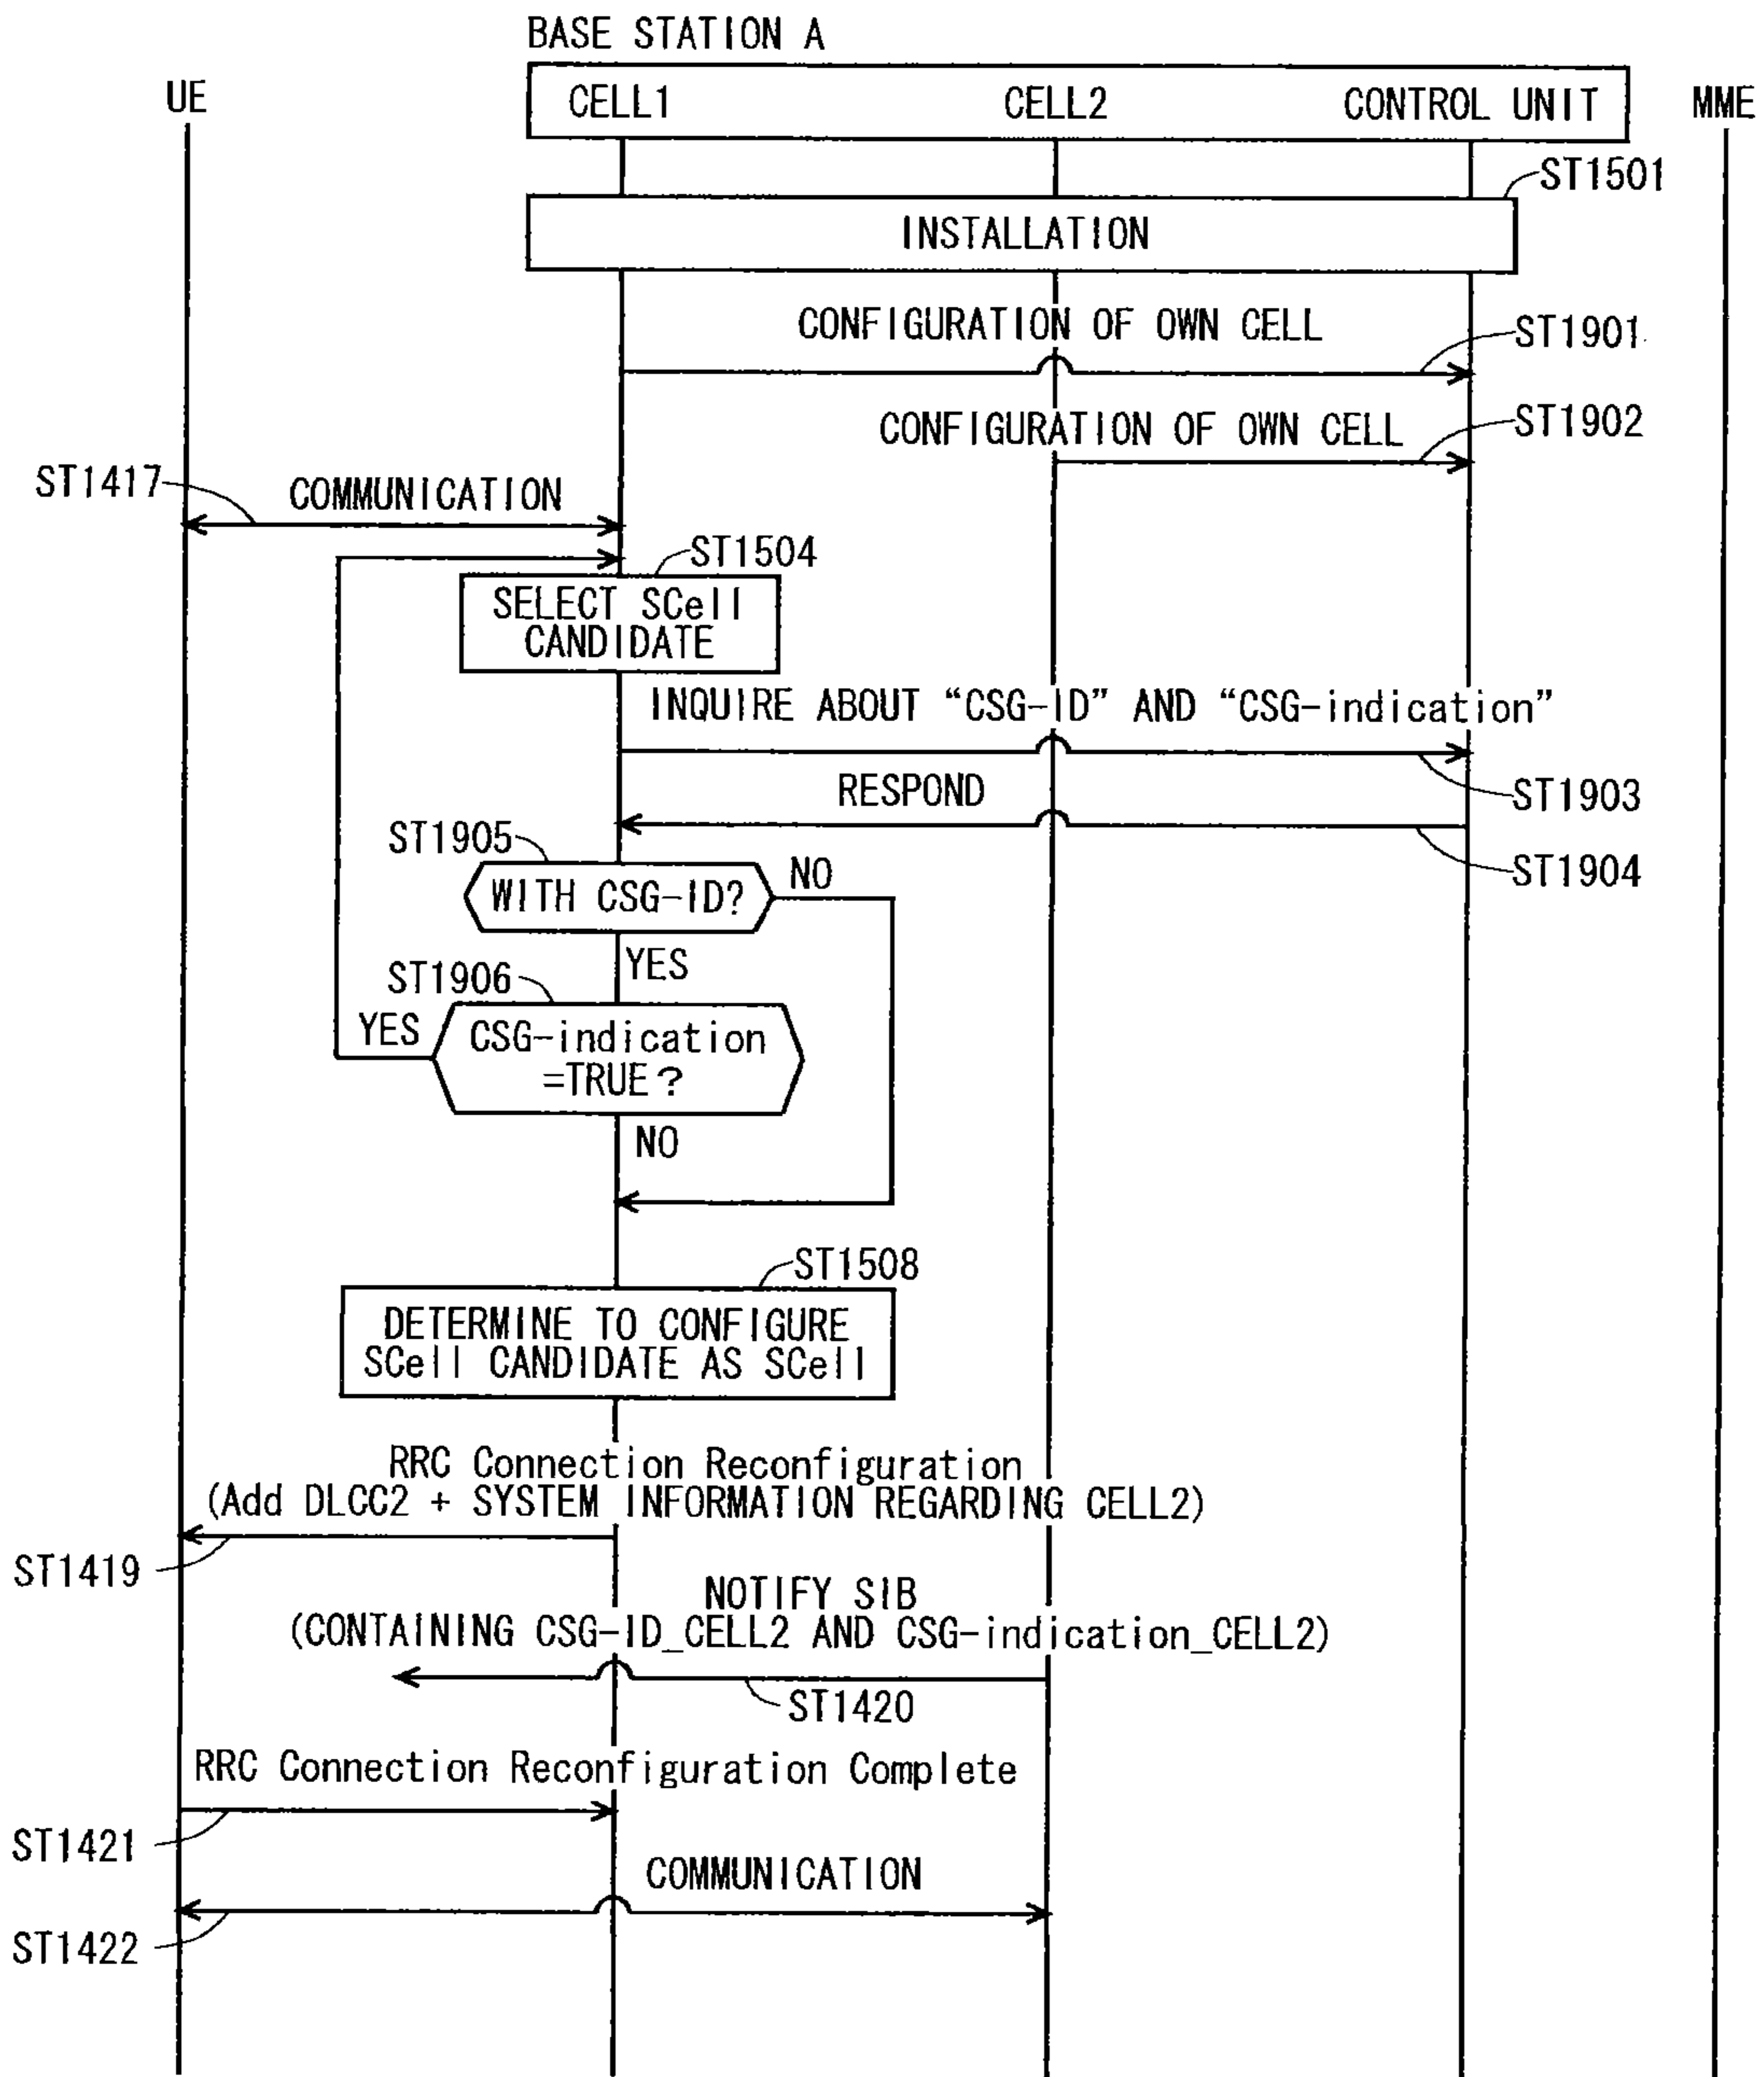 BASE STATION A
UE
CELL1
CELL2
CONTROL UNIT
MME
ST1501
INSTALLATION
CONFIGURATION OF OWN CELL
ST1901
CONFIGURATION OF OWN CELL
ST1902
ST1417
COMMUNICATION
ST1504
SELECT SCell
CANDIDATE
INQUIRE ABOUT “CSG-ID” AND “CSG-indication”
ST1903
RESPOND
ST1904
ST1905
WITH CSG-ID?
NO
YES
ST1906
YES
CSG-indication
=TRUE?
NO
ST1508
DETERMINE TO CONFIGURE
SCell CANDIDATE AS SCell
RRC Connection Reconfiguration
(Add DLCC2 + SYSTEM INFORMATION REGARDING CELL2)
ST1419
NOTIFY SIB
(CONTAINING CSG-ID_CELL2 AND CSG-indication_CELL2)
ST1420
RRC Connection Reconfiguration Complete
ST1421
COMMUNICATION
ST1422